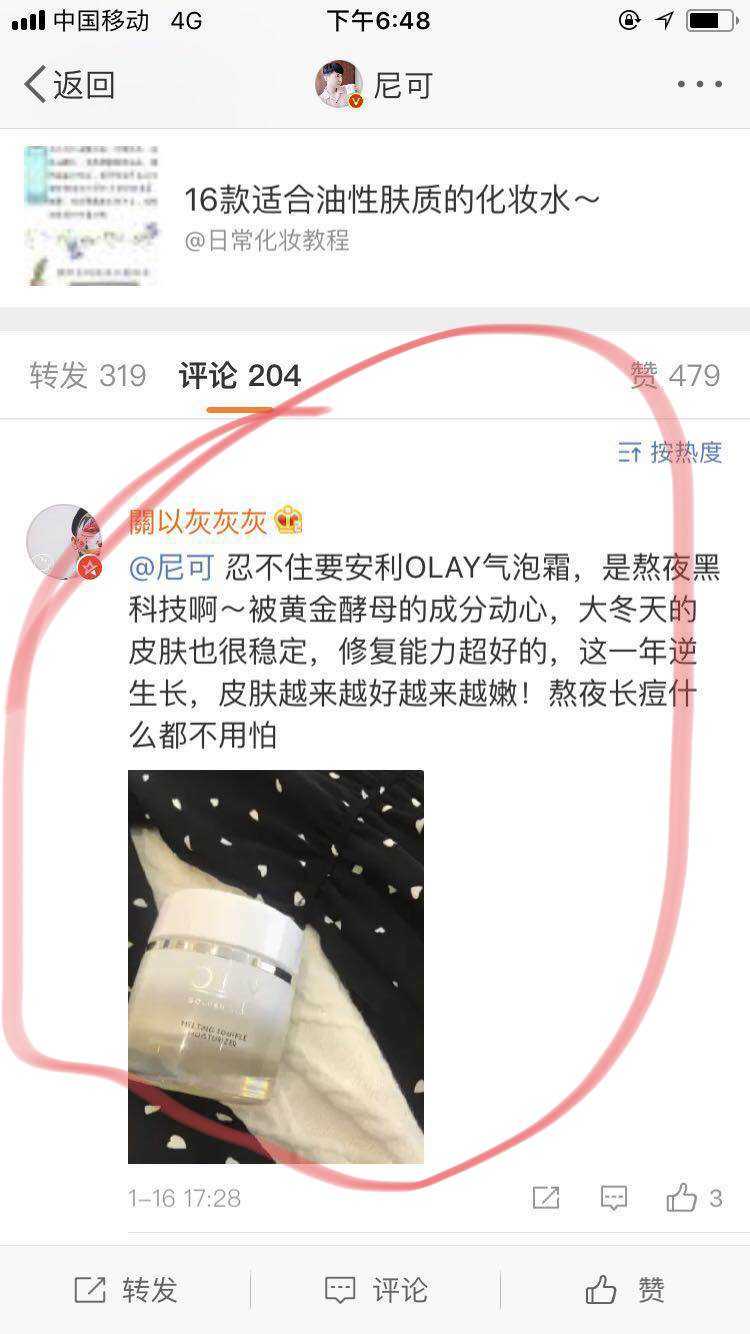 中国移动 4G 下午6:48
返回 尼可
16款适合油性肤质的化妆水～
@日常化妆教程
转发 319 评论 204 赞 479
按热度
關以灰灰灰
@尼可 忍不住要安利OLAY气泡霜，是熬夜黑
科技啊～被黄金酵母的成分动心，大冬天的
皮肤也很稳定，修复能力超好的，这一年逆
生长，皮肤越来越好越来越嫩！熬夜长痘什
么都不用怕
MELTING SOUFFLE
MOISTURIZER
1-16 17:28 3
转发 评论 赞